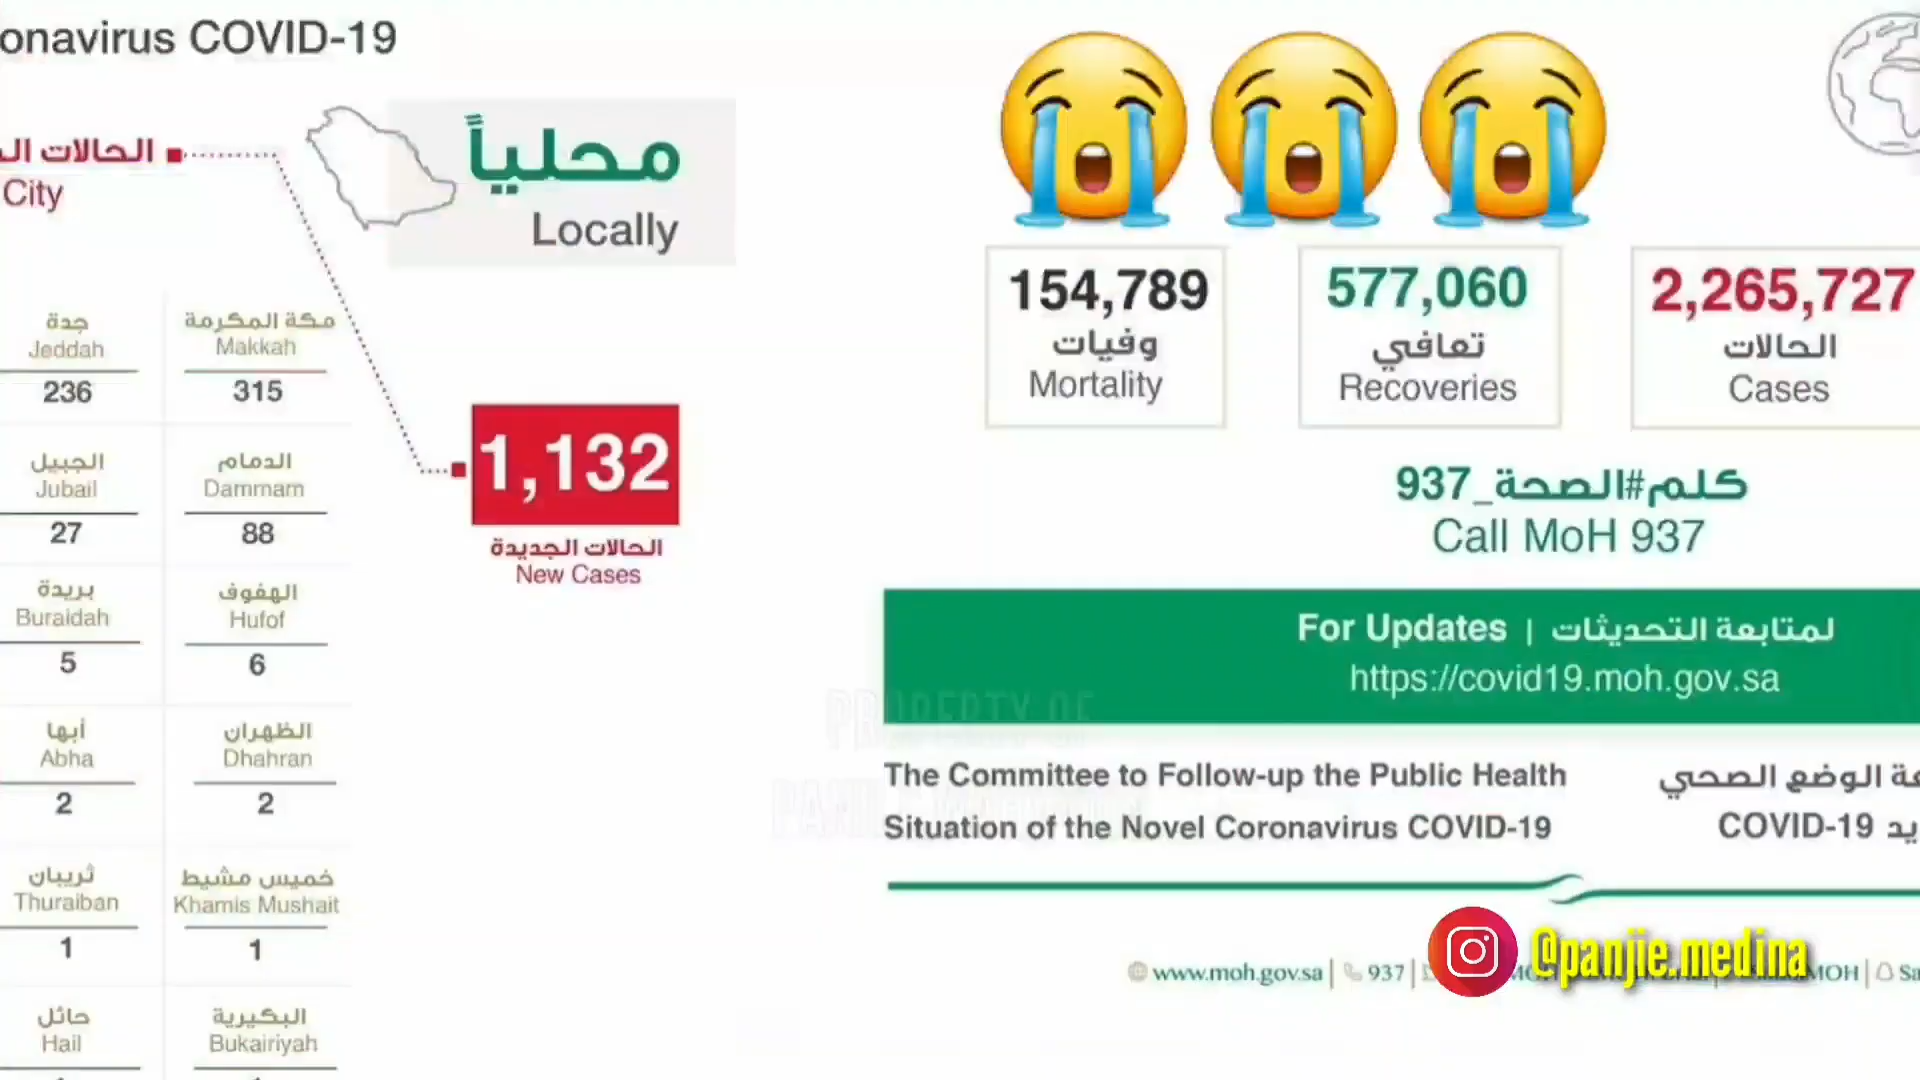 onavirus COVID-19
محلياً
Locally
City
مكة المكرمة
Makkah
315
جدة
Jeddah
236
الدمام
Dammam
88
الجبيل
Jubail
27
الهفوف
Hufof
6
بريدة
Buraidah
5
الظهران
Dhahran
2
أبها
Abha
2
خميس مشيط
Khamis Mushait
1
ثريبان
Thuraiban
1
البكيرية
Bukairiyah
حائل
Hail
1,132
الحالات الجديدة
New Cases
154,789
وفيات
Mortality
577,060
تعافي
Recoveries
2,265,727
الحالات
Cases
كلم#الصحة_937
Call MoH 937
For Updates | لمتابعة التحديثات
https://covid19.moh.gov.sa
PROPERTY OF
The Committee to Follow-up the Public Health
Situation of the Novel Coronavirus COVID-19
الوضع الصحي
COVID-19
www.moh.gov.sa | 937
@panjie.medina
MOH